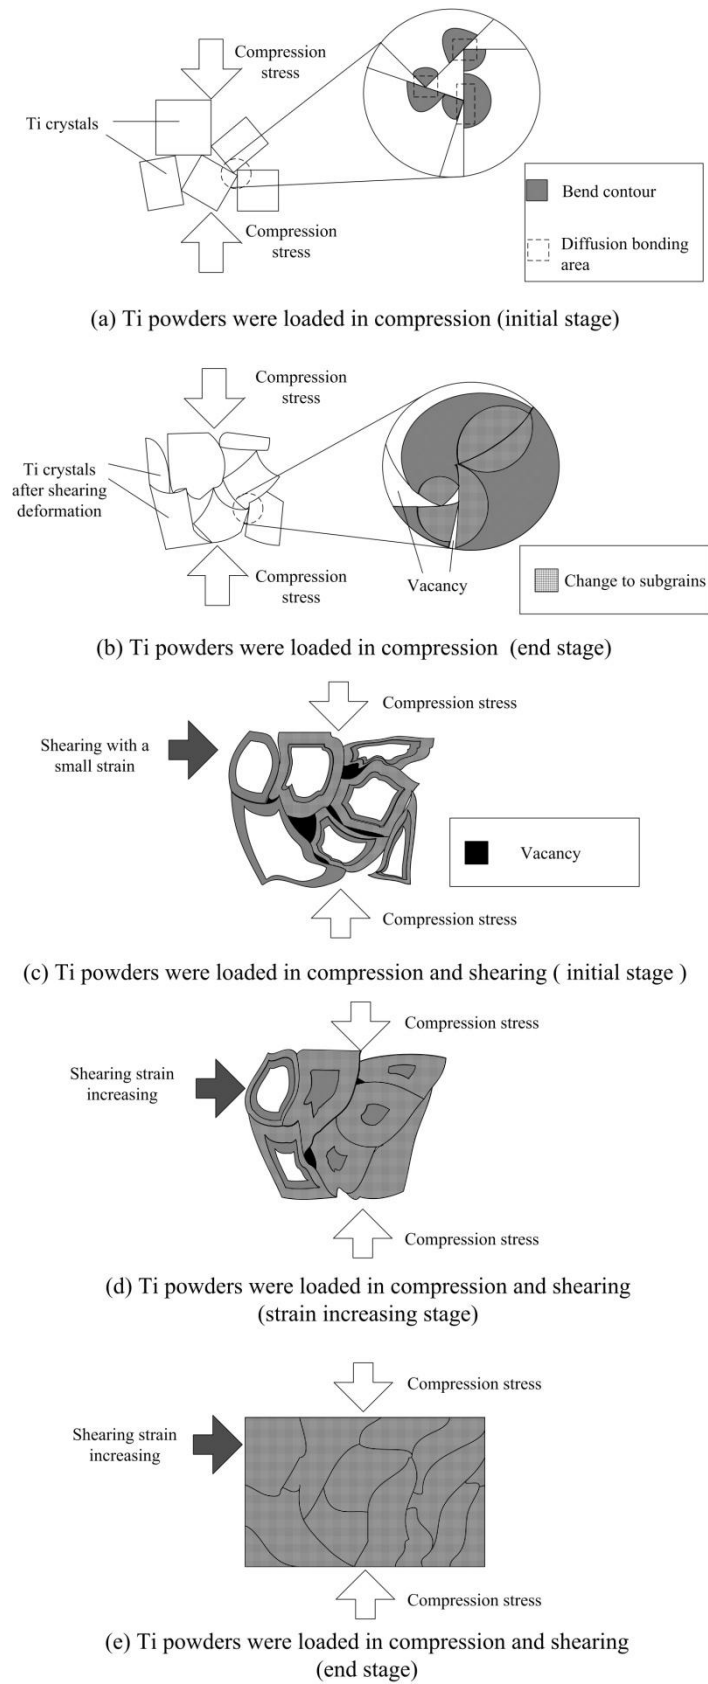 Compression
stress
Ti crystals
Compression
stress
Bend contour
Diffusion bonding
area
(a) Ti powders were loaded in compression (initial stage)
Compression
stress
Ti crystals
after shearing
deformation
Vacancy
Compression
stress
Change to subgrains
(b) Ti powders were loaded in compression (end stage)
Compression stress
Shearing with a
small strain
Vacancy
Compression stress
(c) Ti powders were loaded in compression and shearing ( initial stage )
Compression stress
Shearing strain
increasing
Compression stress
(d) Ti powders were loaded in compression and shearing
(strain increasing stage)
Compression stress
Shearing strain
increasing
Compression stress
(e) Ti powders were loaded in compression and shearing
(end stage)